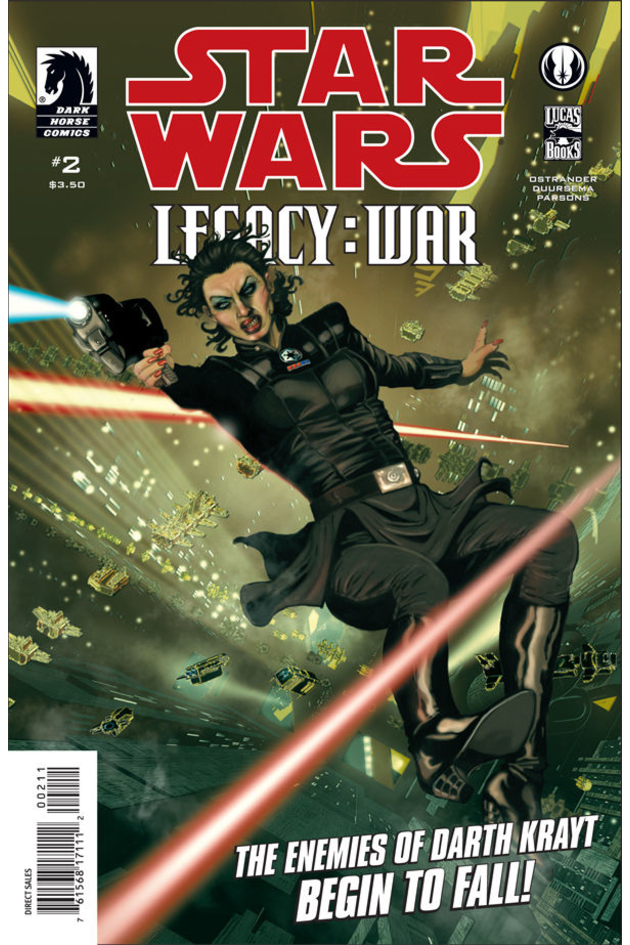 STAR
WARS
LEGACY:WAR
DARK
HORSE
COMICS
#2
$3.50
LUCAS
BOOKS
OSTRANDER
DUURSEMA
PARSONS
THE ENEMIES OF DARTH KRAYT
BEGIN TO FALL!
00211
DIRECT SALES
7 61568 17111 2